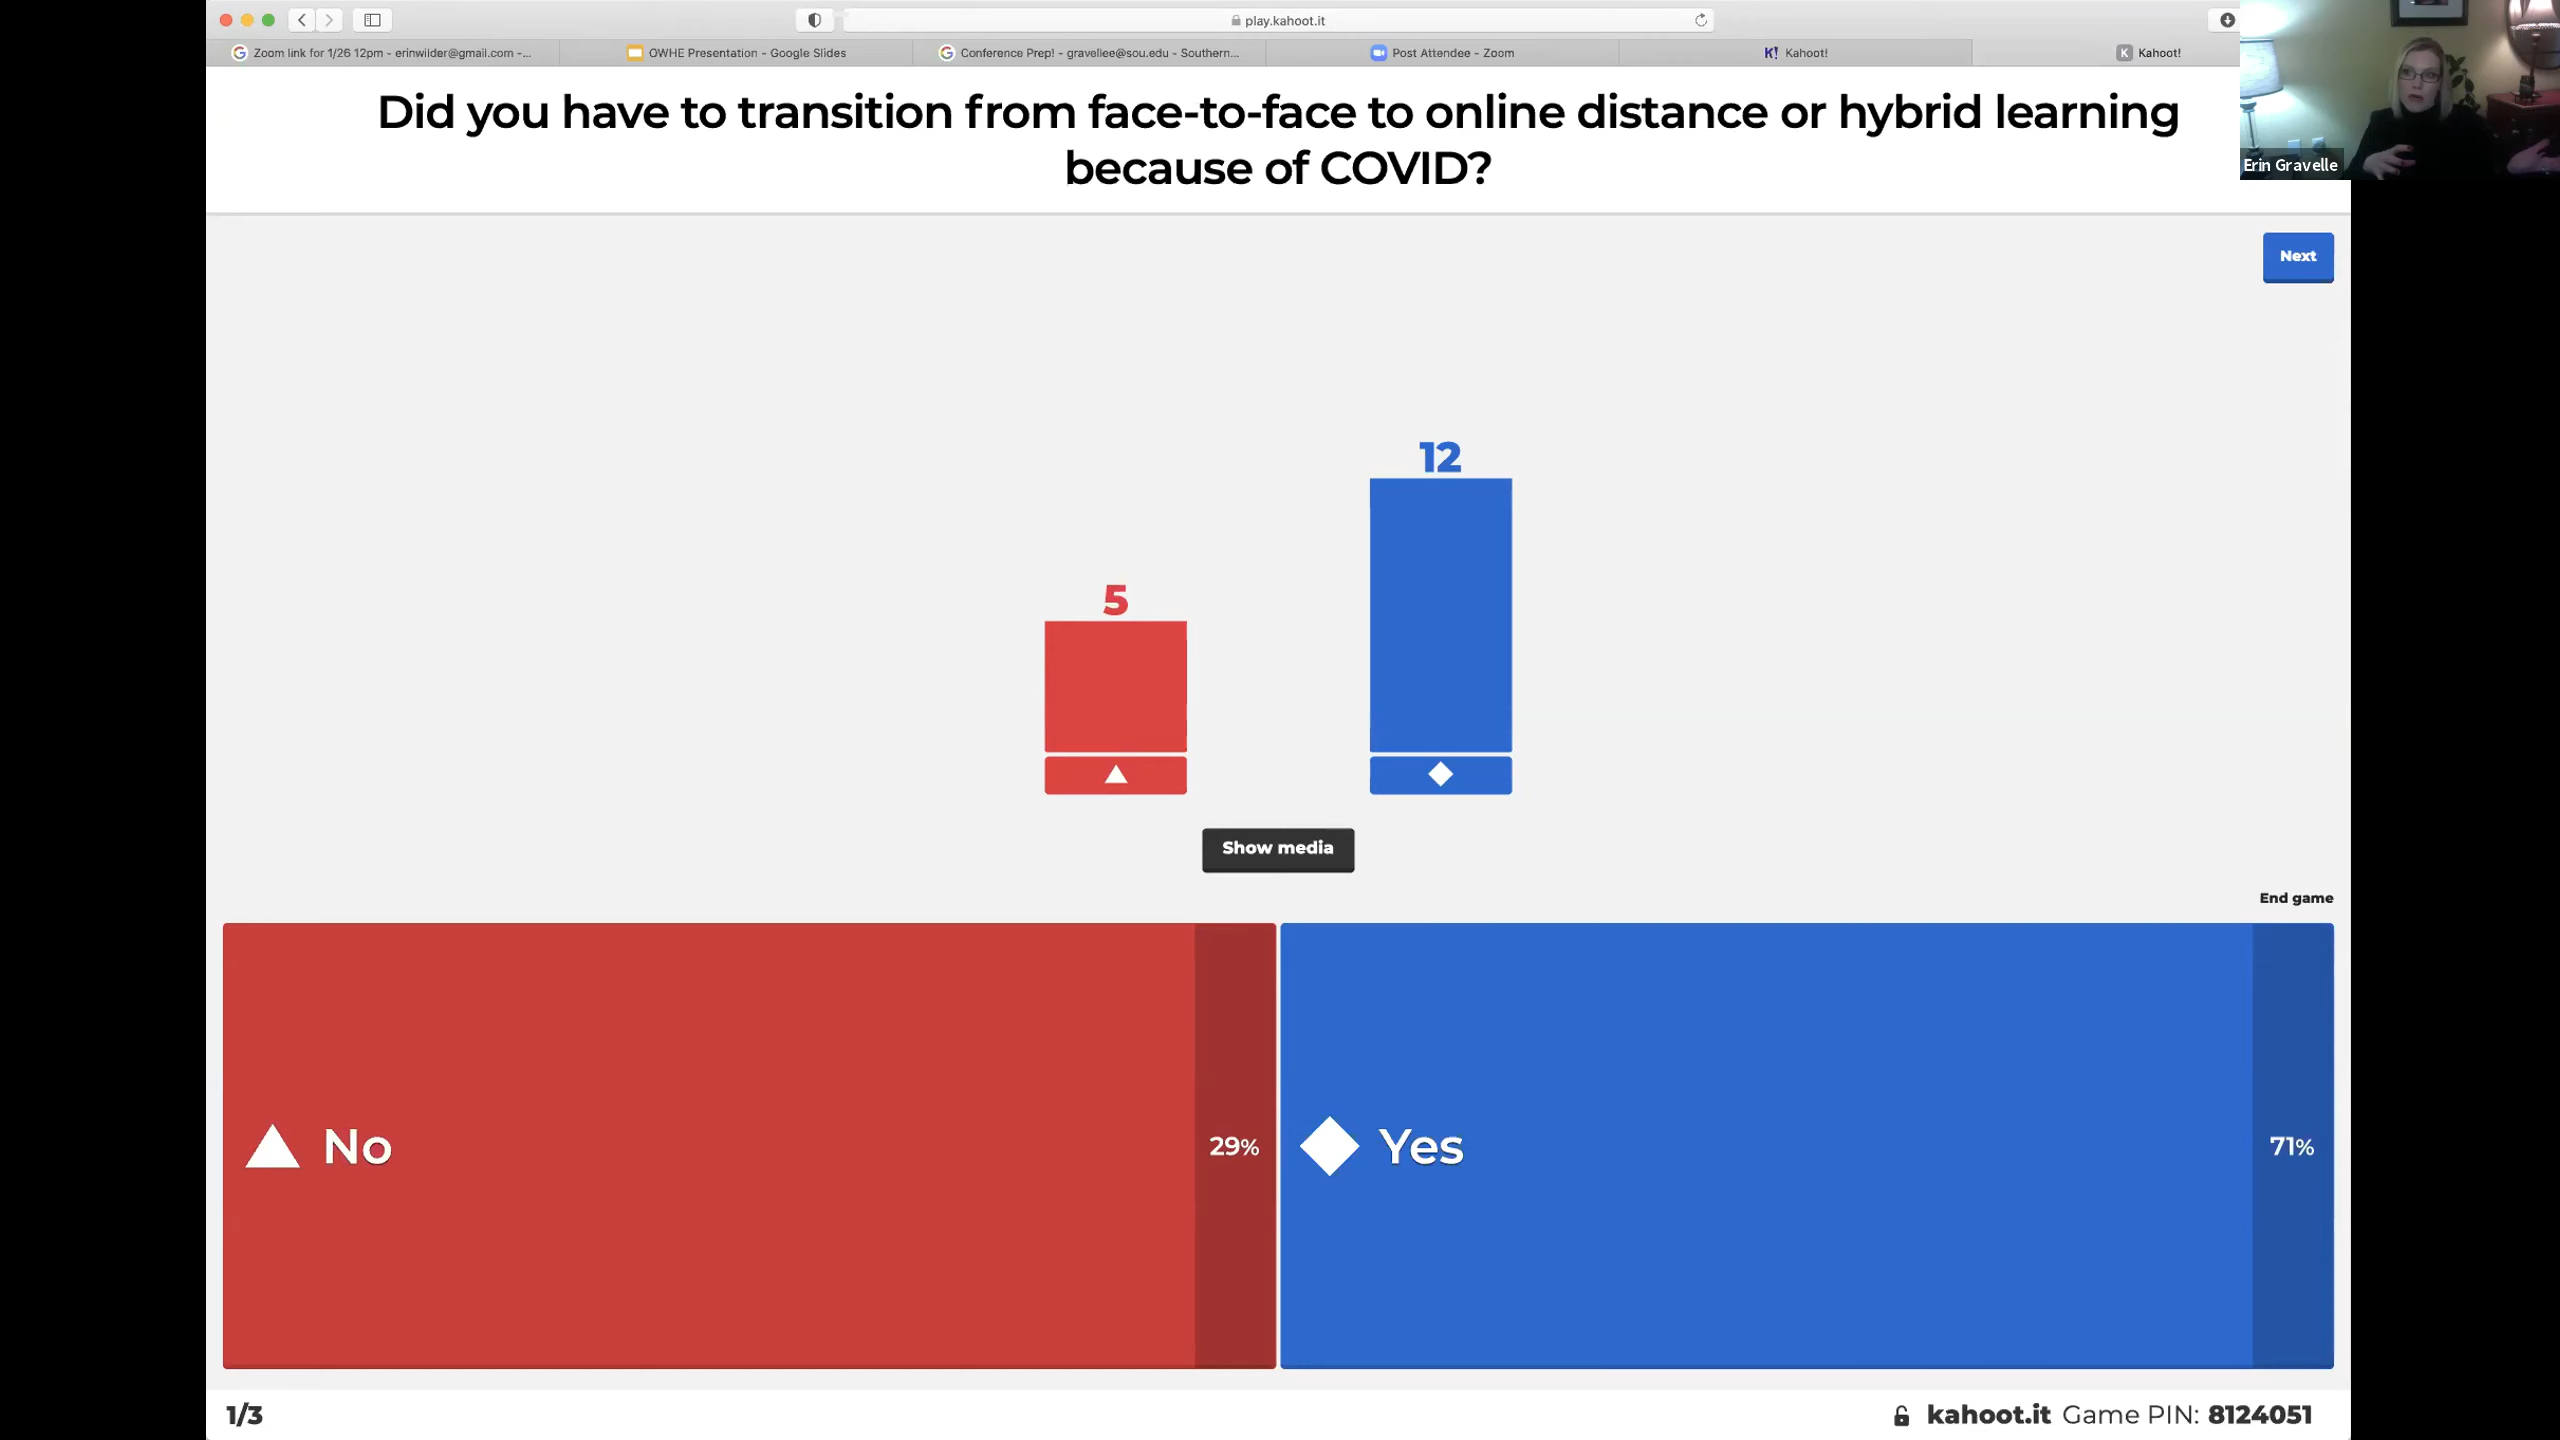 play.kahoot.it
Zoom link for 1/26 12pm - erinwilder@gmail.com -...
OWHE Presentation - Google Slides
Conference Prep! - graveliee@sou.edu - Southern...
Post Attendee - Zoom
K! Kahoot!
K Kahoot!
Did you have to transition from face-to-face to online distance or hybrid learning
because of COVID?
Erin Gravelle
Next
12
5
Show media
End game
No
29%
Yes
71%
1/3
kahoot.it Game PIN: 8124051